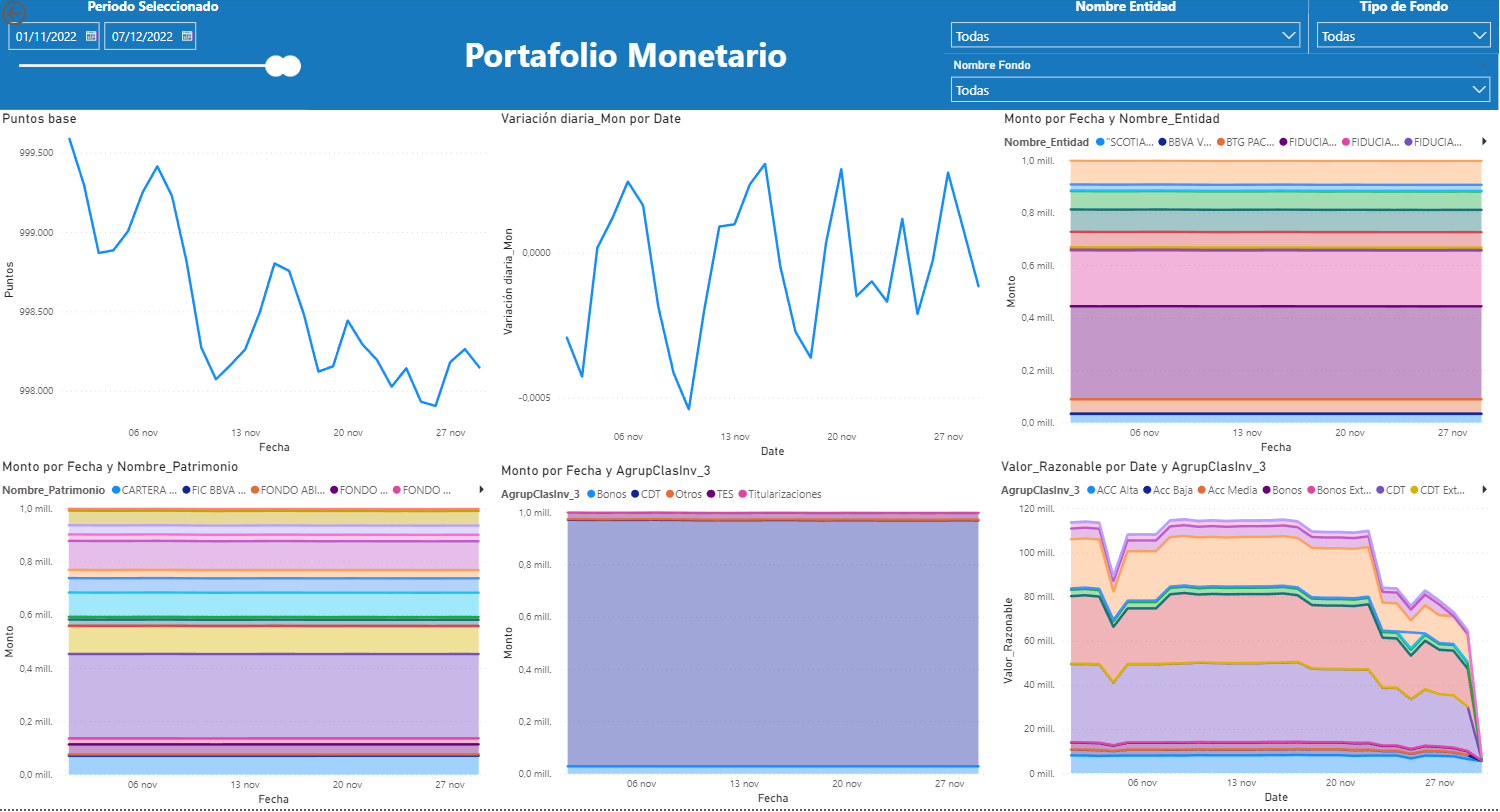 Periodo Seleccionado
01/11/2022
07/12/2022
Portafolio Monetario
Nombre Entidad
Todas
Tipo de Fondo
Todas
Nombre Fondo
Todas
Puntos base
999.500
999.000
998.500
998.000
Puntos
06 nov
13 nov
20 nov
27 nov
Fecha
Variación diaria_Mon por Date
0,0000
-0,0005
Variación diaria_Mon
06 nov
13 nov
20 nov
27 nov
Date
Monto por Fecha y Nombre_Entidad
Nombre_Entidad "SCOTIA... BBVA V... BTG PAC... FIDUCIA... FIDUCIA... FIDUCIA...
1,0 mill.
0,8 mill.
0,6 mill.
0,4 mill.
0,2 mill.
0,0 mill.
Monto
06 nov
13 nov
20 nov
27 nov
Fecha
Monto por Fecha y Nombre_Patrimonio
Nombre_Patrimonio CARTERA ... FIC BBVA ... FONDO ABI... FONDO ... FONDO ...
1,0 mill.
0,8 mill.
0,6 mill.
0,4 mill.
0,2 mill.
0,0 mill.
Monto
06 nov
13 nov
20 nov
27 nov
Fecha
Monto por Fecha y AgrupClasInv_3
AgrupClasInv_3 Bonos CDT Otros TES Titularizaciones
1,0 mill.
0,8 mill.
0,6 mill.
0,4 mill.
0,2 mill.
0,0 mill.
Monto
06 nov
13 nov
20 nov
27 nov
Fecha
Valor_Razonable por Date y AgrupClasInv_3
AgrupClasInv_3 ACC Alta Acc Baja Acc Media Bonos Bonos Ext... CDT CDT Ext...
120 mill.
100 mill.
80 mill.
60 mill.
40 mill.
20 mill.
0 mill.
Valor_Razonable
06 nov
13 nov
20 nov
27 nov
Date